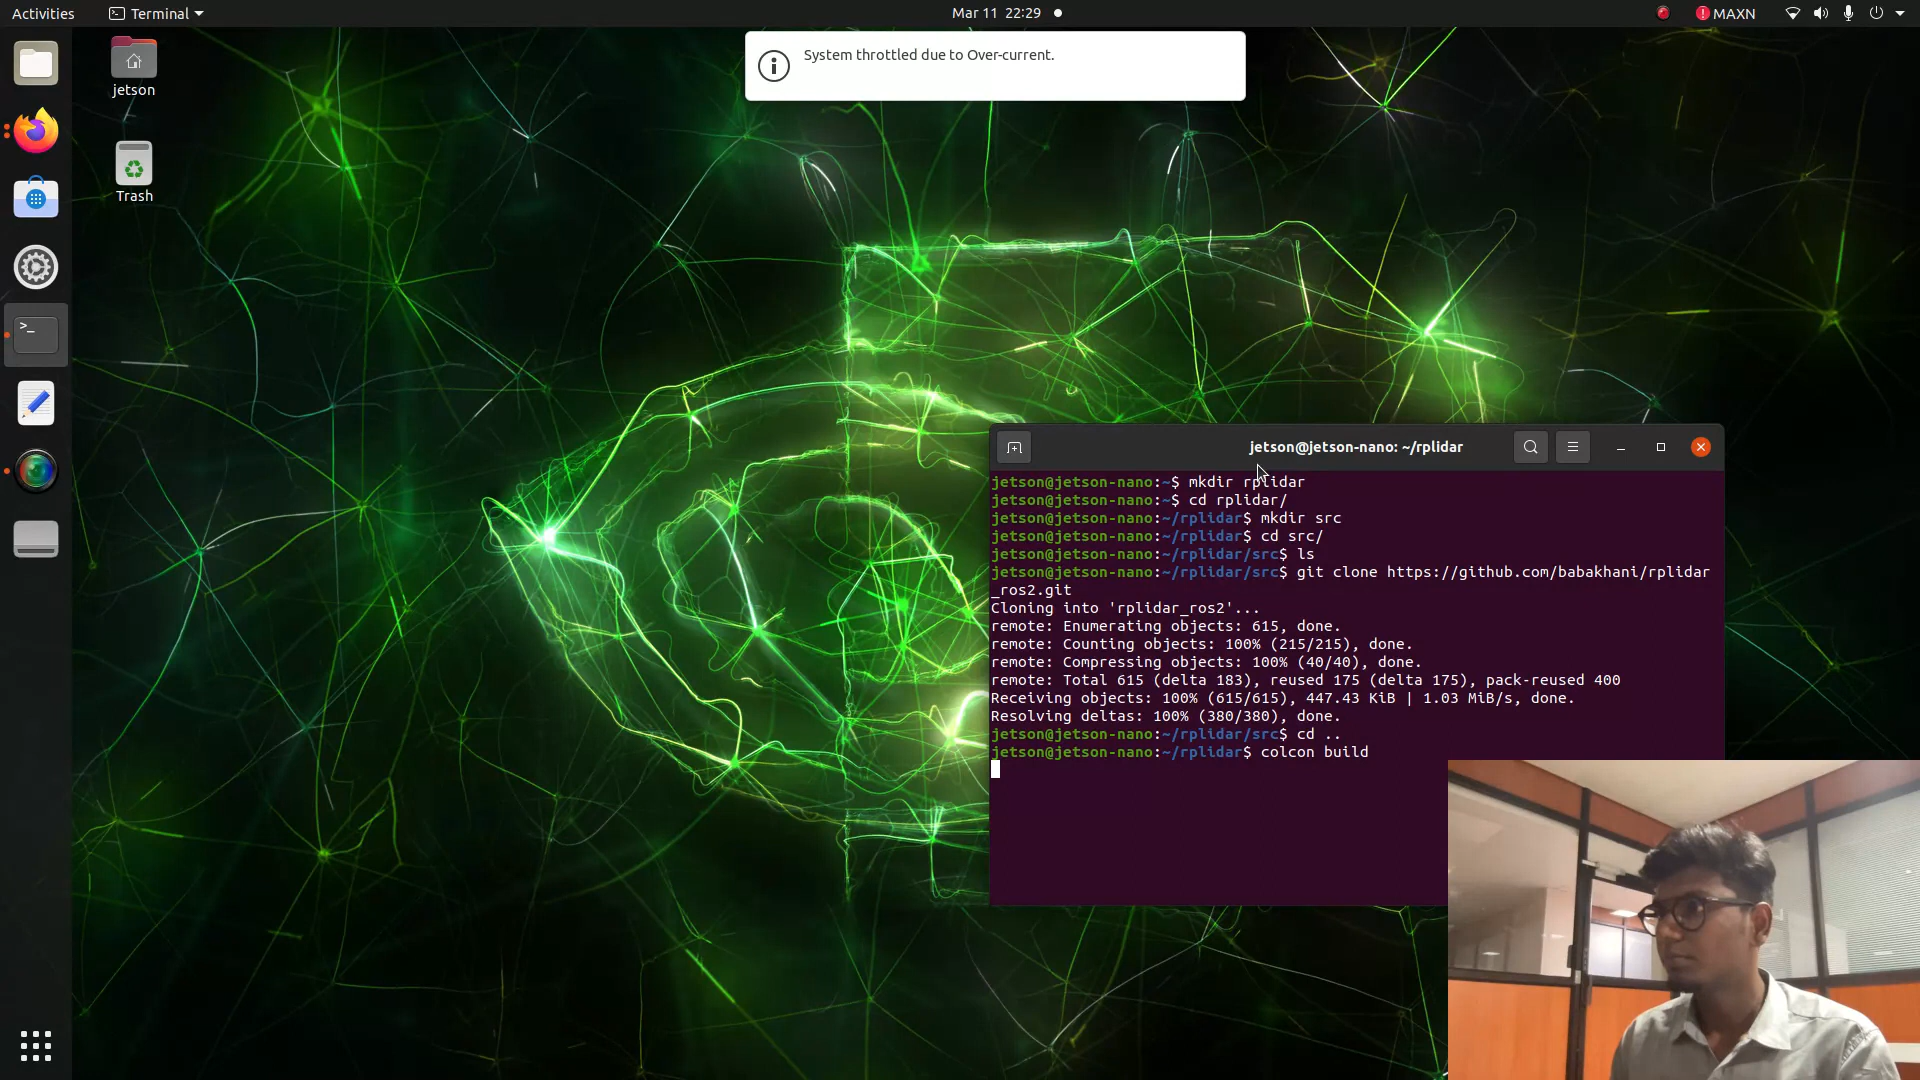 Activities
Terminal
Mar 11 22:29
MAXN
System throttled due to Over-current.
jetson
Trash
jetson@jetson-nano: ~/rplidar
jetson@jetson-nano:~$ mkdir rplidar
jetson@jetson-nano:~$ cd rplidar/
jetson@jetson-nano:~/rplidar$ mkdir src
jetson@jetson-nano:~/rplidar$ cd src/
jetson@jetson-nano:~/rplidar/src$ ls
jetson@jetson-nano:~/rplidar/src$ git clone https://github.com/babakhani/rplidar
_ros2.git
Cloning into 'rplidar_ros2'...
remote: Enumerating objects: 615, done.
remote: Counting objects: 100% (215/215), done.
remote: Compressing objects: 100% (40/40), done.
remote: Total 615 (delta 183), reused 175 (delta 175), pack-reused 400
Receiving objects: 100% (615/615), 447.43 KiB | 1.03 MiB/s, done.
Resolving deltas: 100% (380/380), done.
jetson@jetson-nano:~/rplidar/src$ cd ..
jetson@jetson-nano:~/rplidar$ colcon build